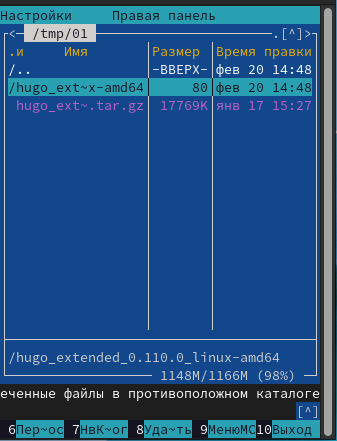 Настройки Правая панель
<─ /tmp/01 .[^]>
.и Имя Размер Время правки
/.. -ВВЕРХ- фев 20 14:48
/hugo_ext~x-amd64 80 фев 20 14:48
hugo_ext~.tar.gz 17769K янв 17 15:27
/hugo_extended_0.110.0_linux-amd64
1148M/1166M (98%)
еченные файлы в противоположном каталоге
[^]
6Пер~ос 7НвК~ог 8Уда~ть 9МенюMC10Выход